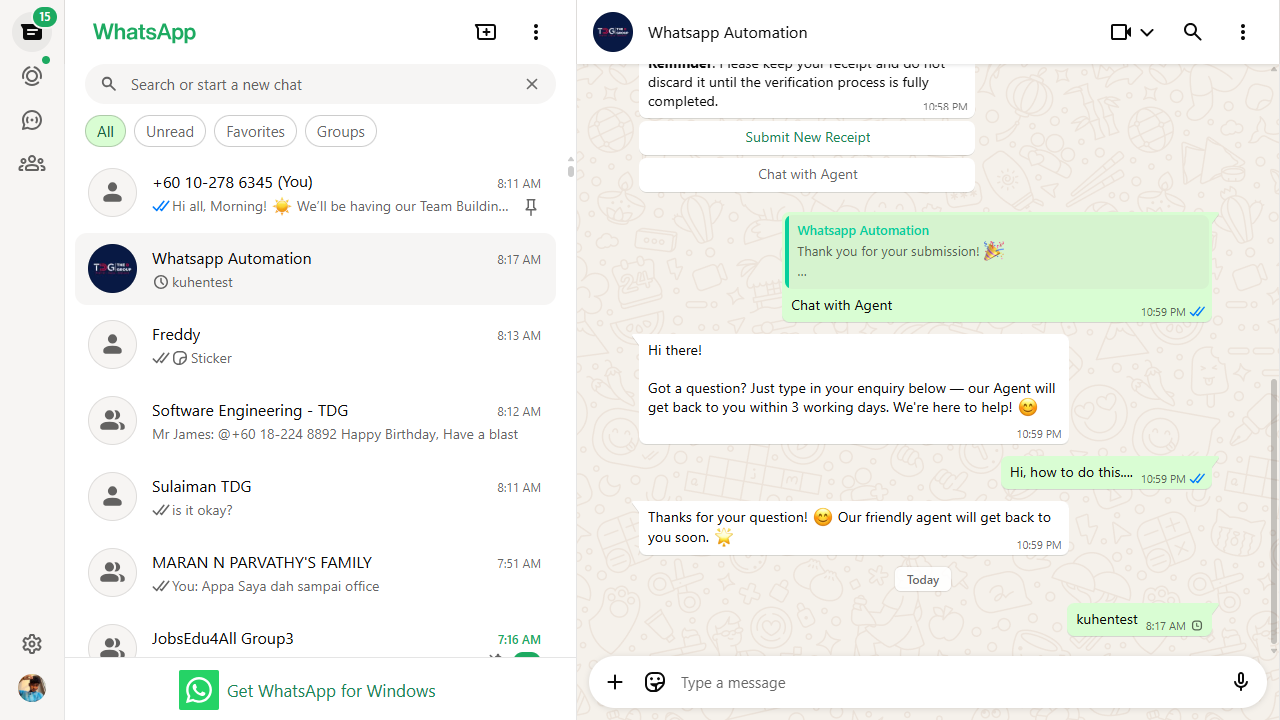 15
WhatsApp
Search or start a new chat
All
Unread
Favorites
Groups
+60 10-278 6345 (You)
8:11 AM
Hi all, Morning! ☀️ We'll be having our Team Buildin...
Whatsapp Automation
8:17 AM
kuhentest
Freddy
8:13 AM
Sticker
Software Engineering - TDG
8:12 AM
Mr James: @+60 18-224 8892 Happy Birthday, Have a blast
Sulaiman TDG
8:11 AM
is it okay?
MARAN N PARVATHY'S FAMILY
7:51 AM
You: Appa Saya dah sampai office
JobsEdu4All Group3
7:16 AM
Get WhatsApp for Windows
Whatsapp Automation
Reminder: Please keep your receipt and do not
discard it until the verification process is fully
completed.
10:58 PM
Submit New Receipt
Chat with Agent
Whatsapp Automation
Thank you for your submission! 🎉
...
Chat with Agent
10:59 PM
Hi there!
Got a question? Just type in your enquiry below — our Agent will
get back to you within 3 working days. We're here to help! 😊
10:59 PM
Hi, how to do this....
10:59 PM
Thanks for your question! 😊 Our friendly agent will get back to
you soon. 🌟
10:59 PM
Today
kuhentest
8:17 AM
Type a message